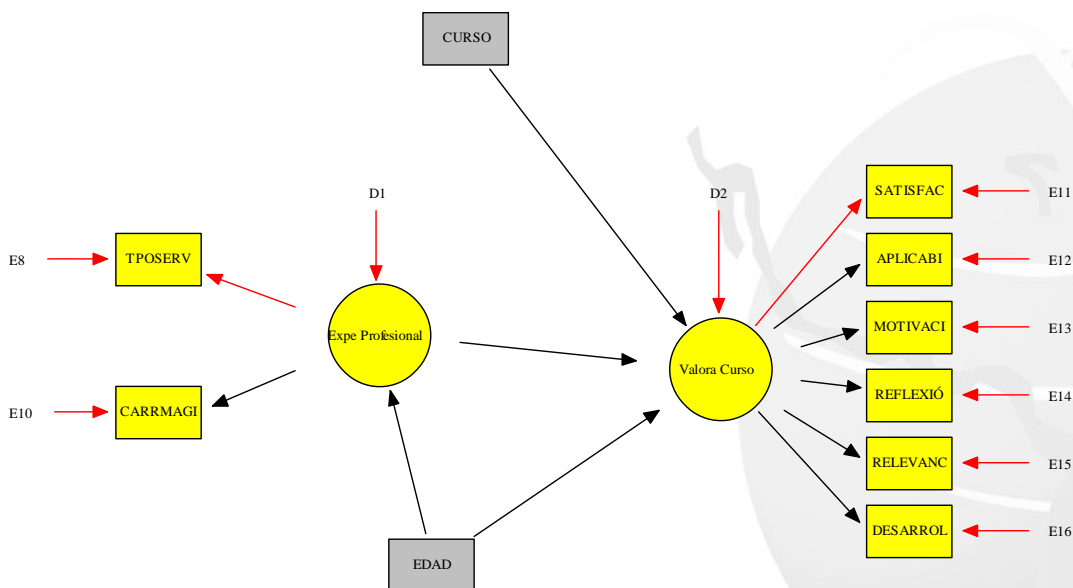 CURSO
D1
D2
SATISFAC
E11
E8
TPOSERV
APLICABI
E12
Expe Profesional
MOTIVACI
E13
Valora Curso
REFLEXIÓ
E14
E10
CARRMAGI
RELEVANC
E15
DESARROL
E16
EDAD